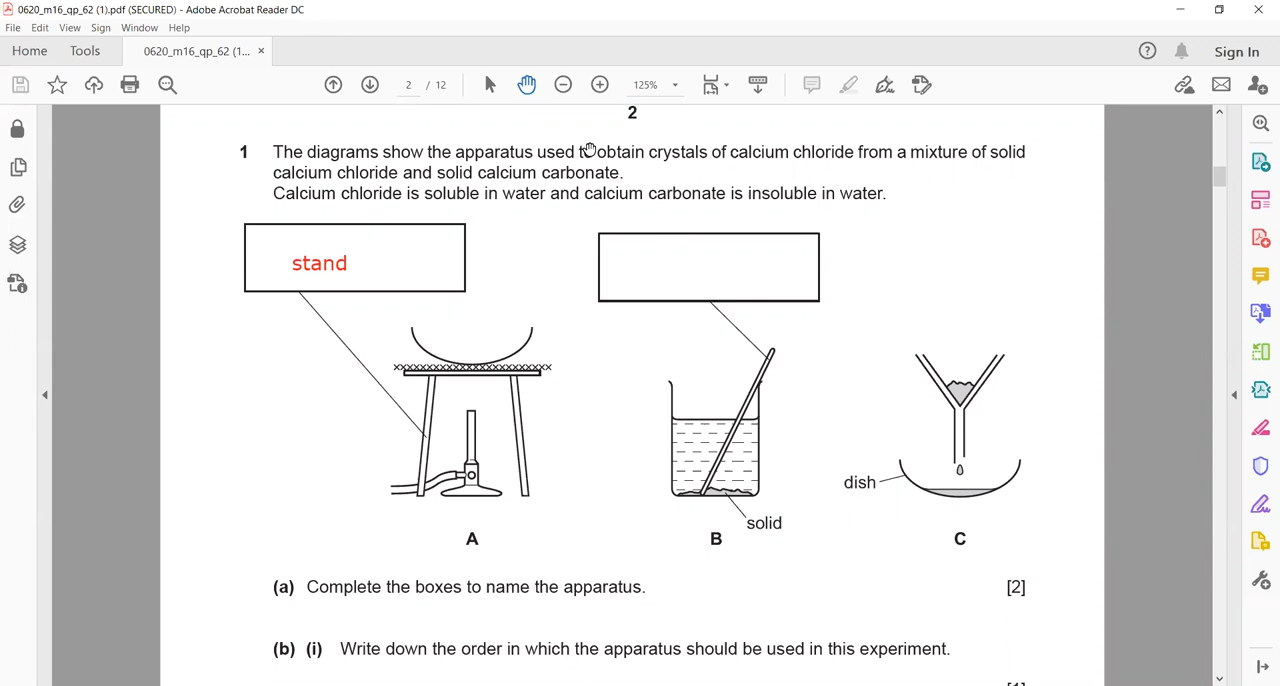 0620_m16_qp_62 (1).pdf (SECURED) - Adobe Acrobat Reader DC
File Edit View Sign Window Help
Home Tools 0620_m16_qp_62 (1... × Sign In
2 / 12 125%
2
1 The diagrams show the apparatus used to obtain crystals of calcium chloride from a mixture of solid
calcium chloride and solid calcium carbonate.
Calcium chloride is soluble in water and calcium carbonate is insoluble in water.
stand
dish
solid
A B C
(a) Complete the boxes to name the apparatus. [2]
(b) (i) Write down the order in which the apparatus should be used in this experiment.
[1]